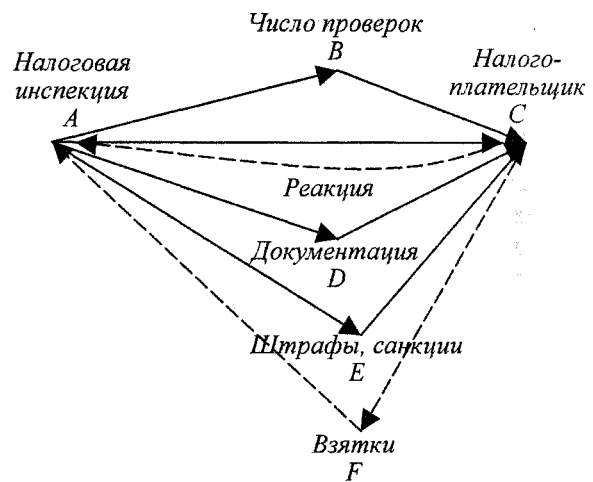 Число проверок
B
Налоговая
инспекция
A
Налого-
плательщик
C
Реакция
Документация
D
Штрафы, санкции
E
Взятки
F